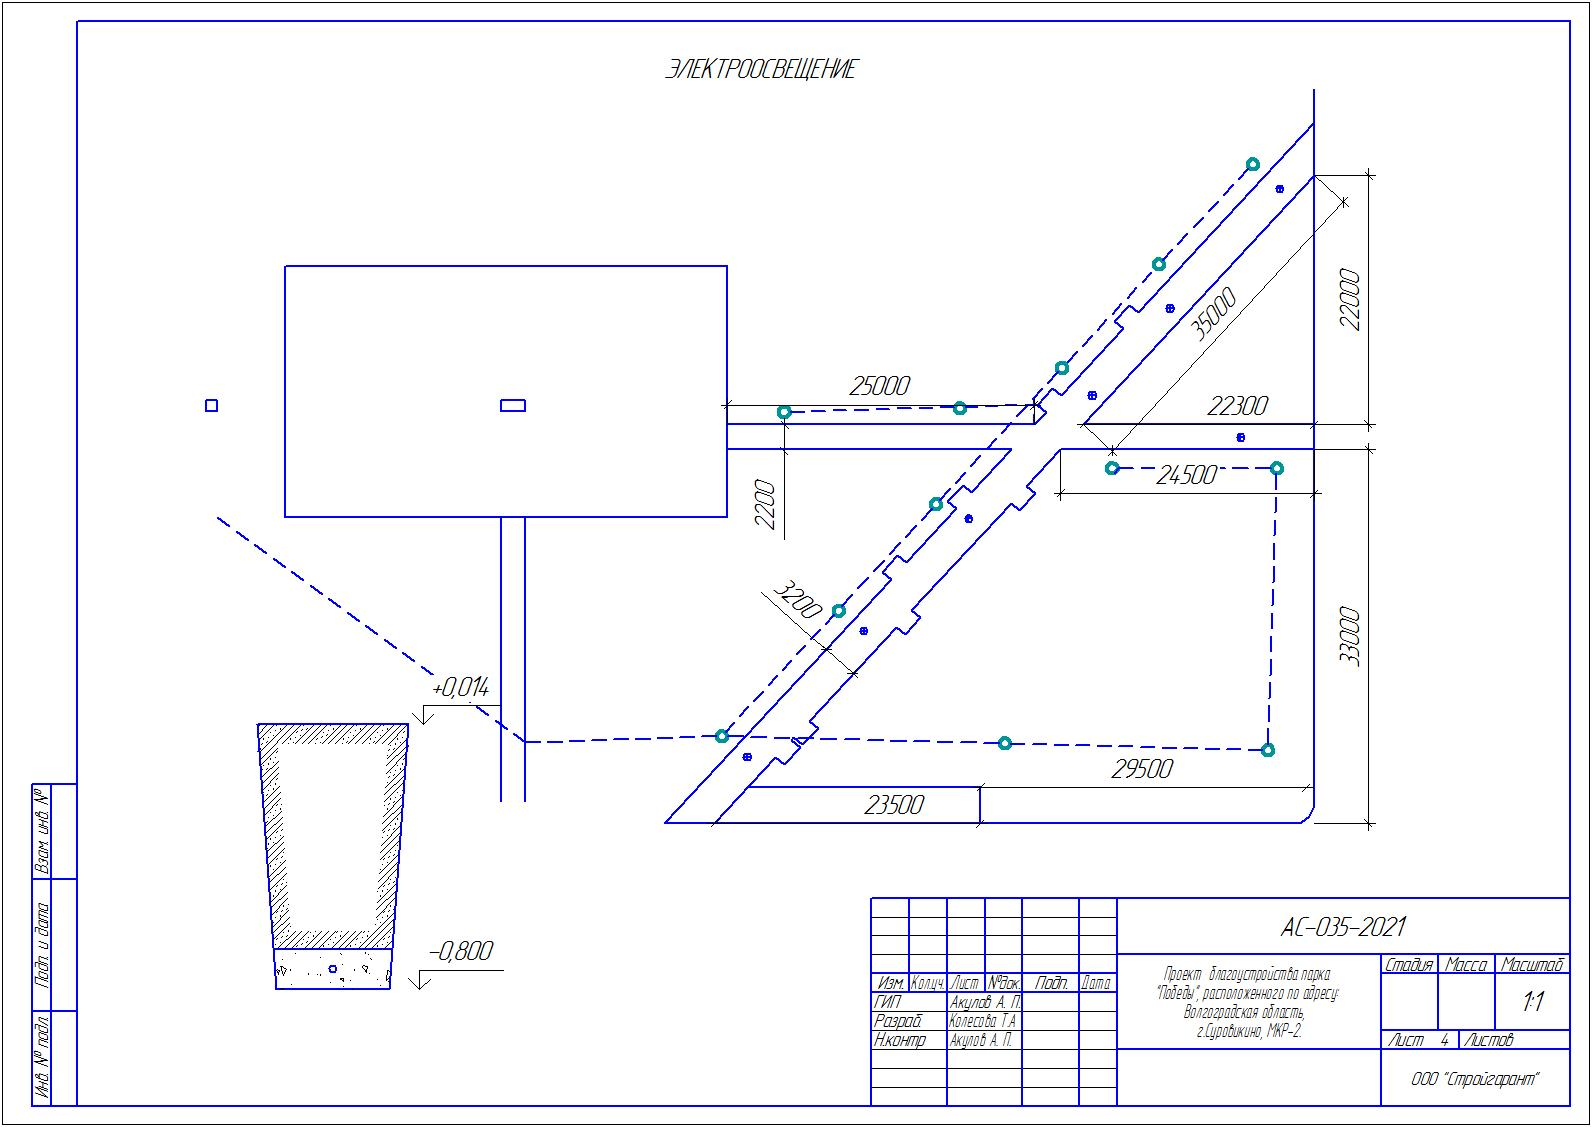 ЭЛЕКТРООСВЕЩЕНИЕ
25000
35000
22000
22300
24500
2200
3200
33000
+0,014
29500
23500
-0,800
Взам. инв. №
Подп. и дата
Инв. № подл.
АС-035-2021
Изм. Кол.уч. Лист №док. Подп. Дата
ГИП Акулов А. П.
Разраб. Колесова Т.А
Н.контр Акулов А. П.
Проект благоустройства парка
"Победы", расположенного по адресу:
Волгоградская область,
г.Суровикино, МКР-2.
Стадия Масса Масштаб
1:1
Лист 4 Листов
ООО "Стройгарант"